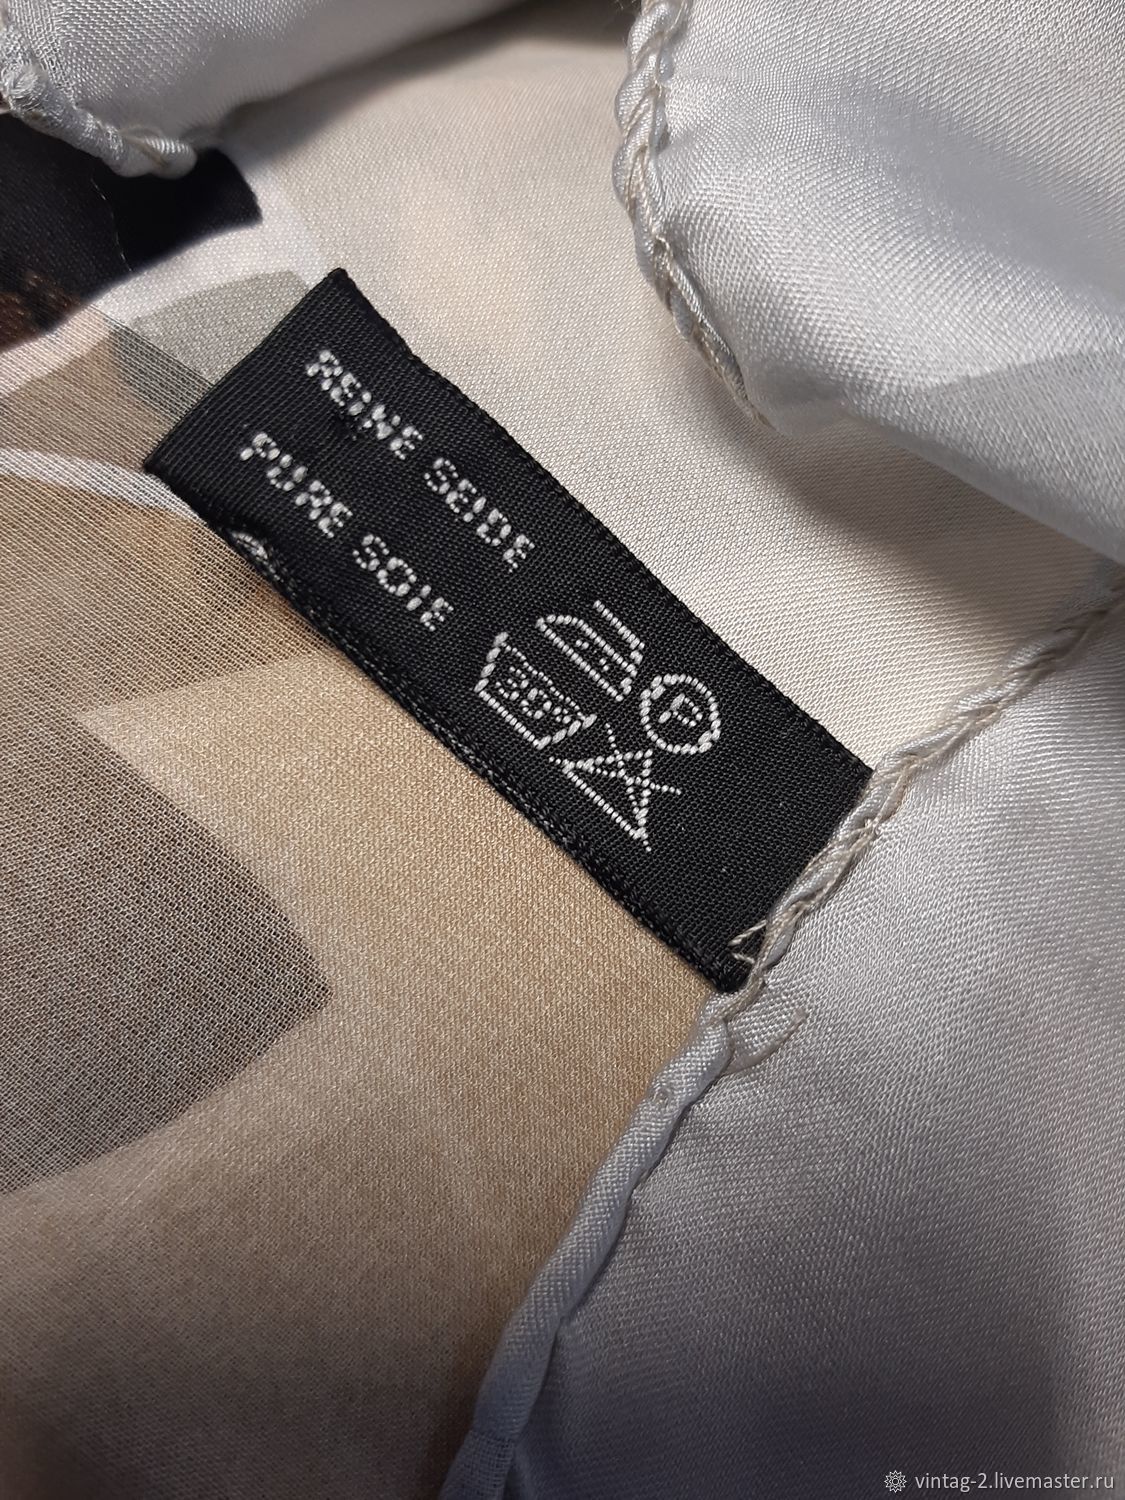 REINE SEIDE
PURE SOIE
30°
P
vintag-2.livemaster.ru